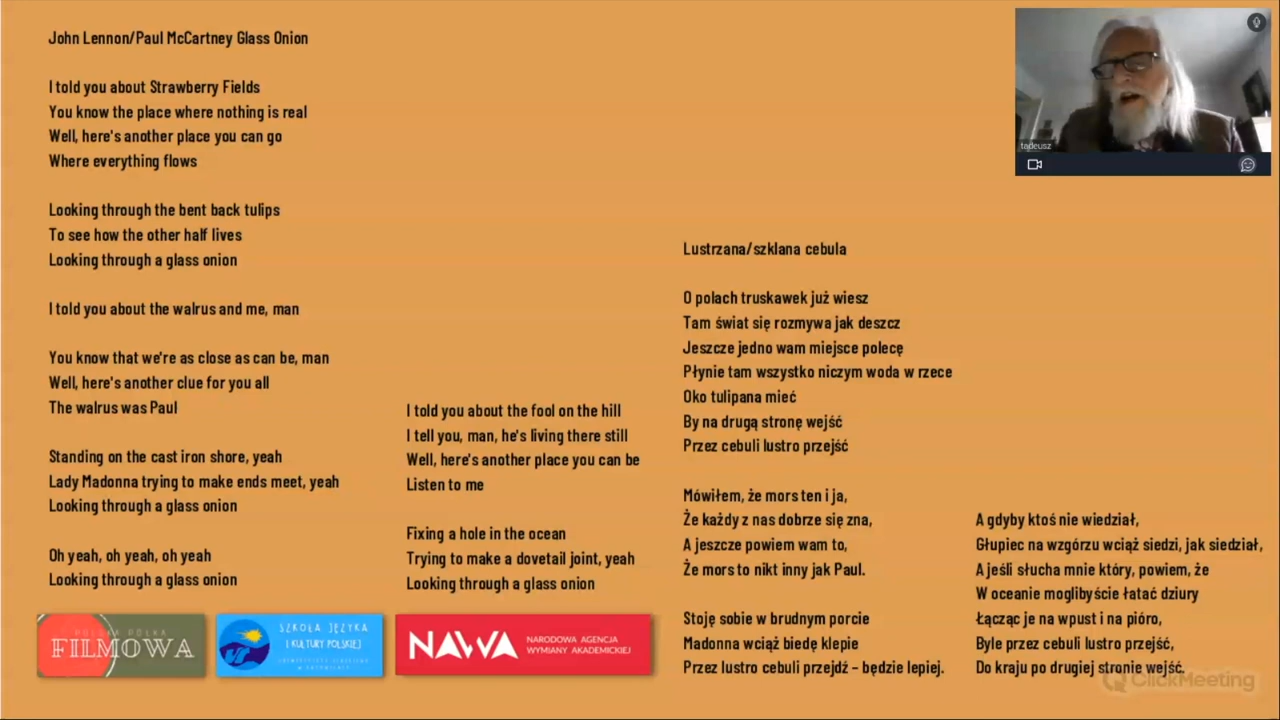 John Lennon/Paul McCartney Glass Onion
I told you about Strawberry Fields
You know the place where nothing is real
Well, here's another place you can go
Where everything flows
Looking through the bent back tulips
To see how the other half lives
Looking through a glass onion
I told you about the walrus and me, man
You know that we're as close as can be, man
Well, here's another clue for you all
The walrus was Paul
Standing on the cast iron shore, yeah
Lady Madonna trying to make ends meet, yeah
Looking through a glass onion
Oh yeah, oh yeah, oh yeah
Looking through a glass onion
I told you about the fool on the hill
I tell you, man, he's living there still
Well, here's another place you can be
Listen to me
Fixing a hole in the ocean
Trying to make a dovetail joint, yeah
Looking through a glass onion
Lustrzana/szklana cebula
O polach truskawek już wiesz
Tam świat się rozmywa jak deszcz
Jeszcze jedno wam miejsce polecę
Płynie tam wszystko niczym woda w rzece
Oko tulipana mieć
By na drugą stronę wejść
Przez cebuli lustro przejść
Mówiłem, że mors ten i ja,
Że każdy z nas dobrze się zna,
A jeszcze powiem wam to,
Że mors to nikt inny jak Paul.
Stoję sobie w brudnym porcie
Madonna wciąż biedę klepie
Przez lustro cebuli przejdź – będzie lepiej.
A gdyby ktoś nie wiedział,
Głupiec na wzgórzu wciąż siedzi, jak siedział,
A jeśli słucha mnie który, powiem, że
W oceanie moglibyście łatać dziury
Łącząc je na wpust i na pióro,
Byle przez cebuli lustro przejść,
Do kraju po drugiej stronie wejść.
tadeusz
FILMOWA
SZKOŁA JĘZYKA
I KULTURY POLSKIEJ
NAWA
NARODOWA AGENCJA
WYMIANY AKADEMICKIEJ
ClickMeeting